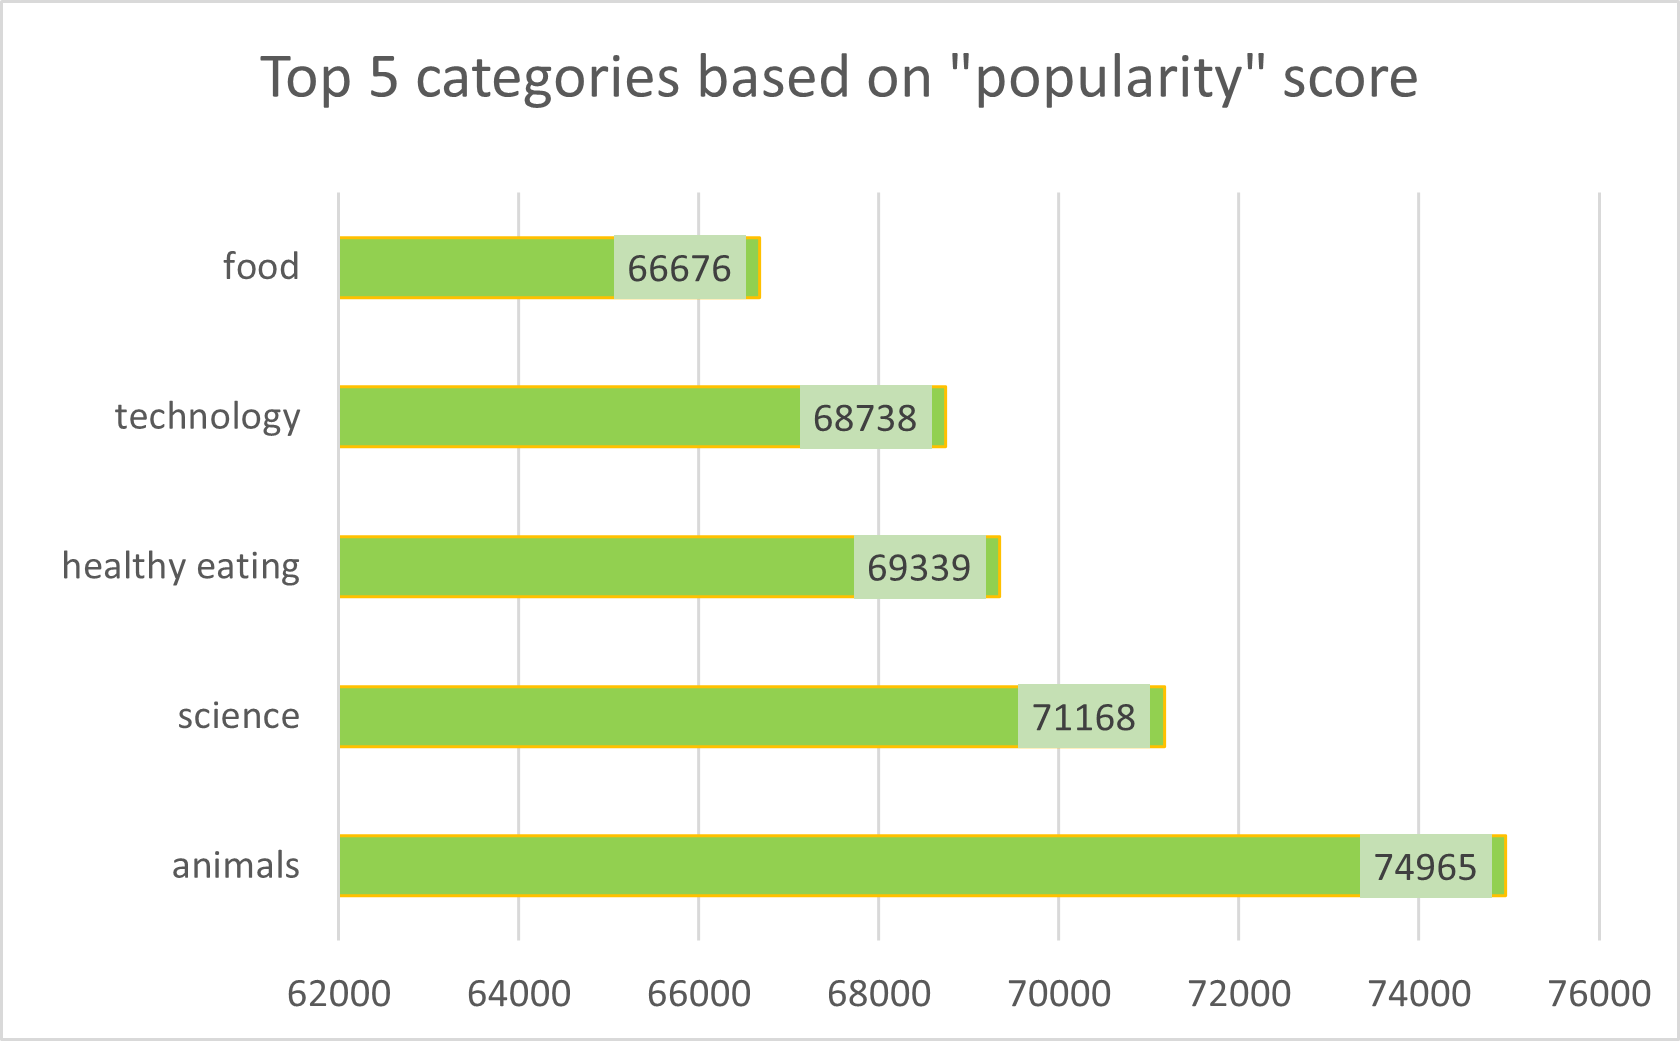 Top 5 categories based on "popularity" score
food
66676
technology
68738
healthy eating
69339
science
71168
animals
74965
62000 64000 66000 68000 70000 72000 74000 76000